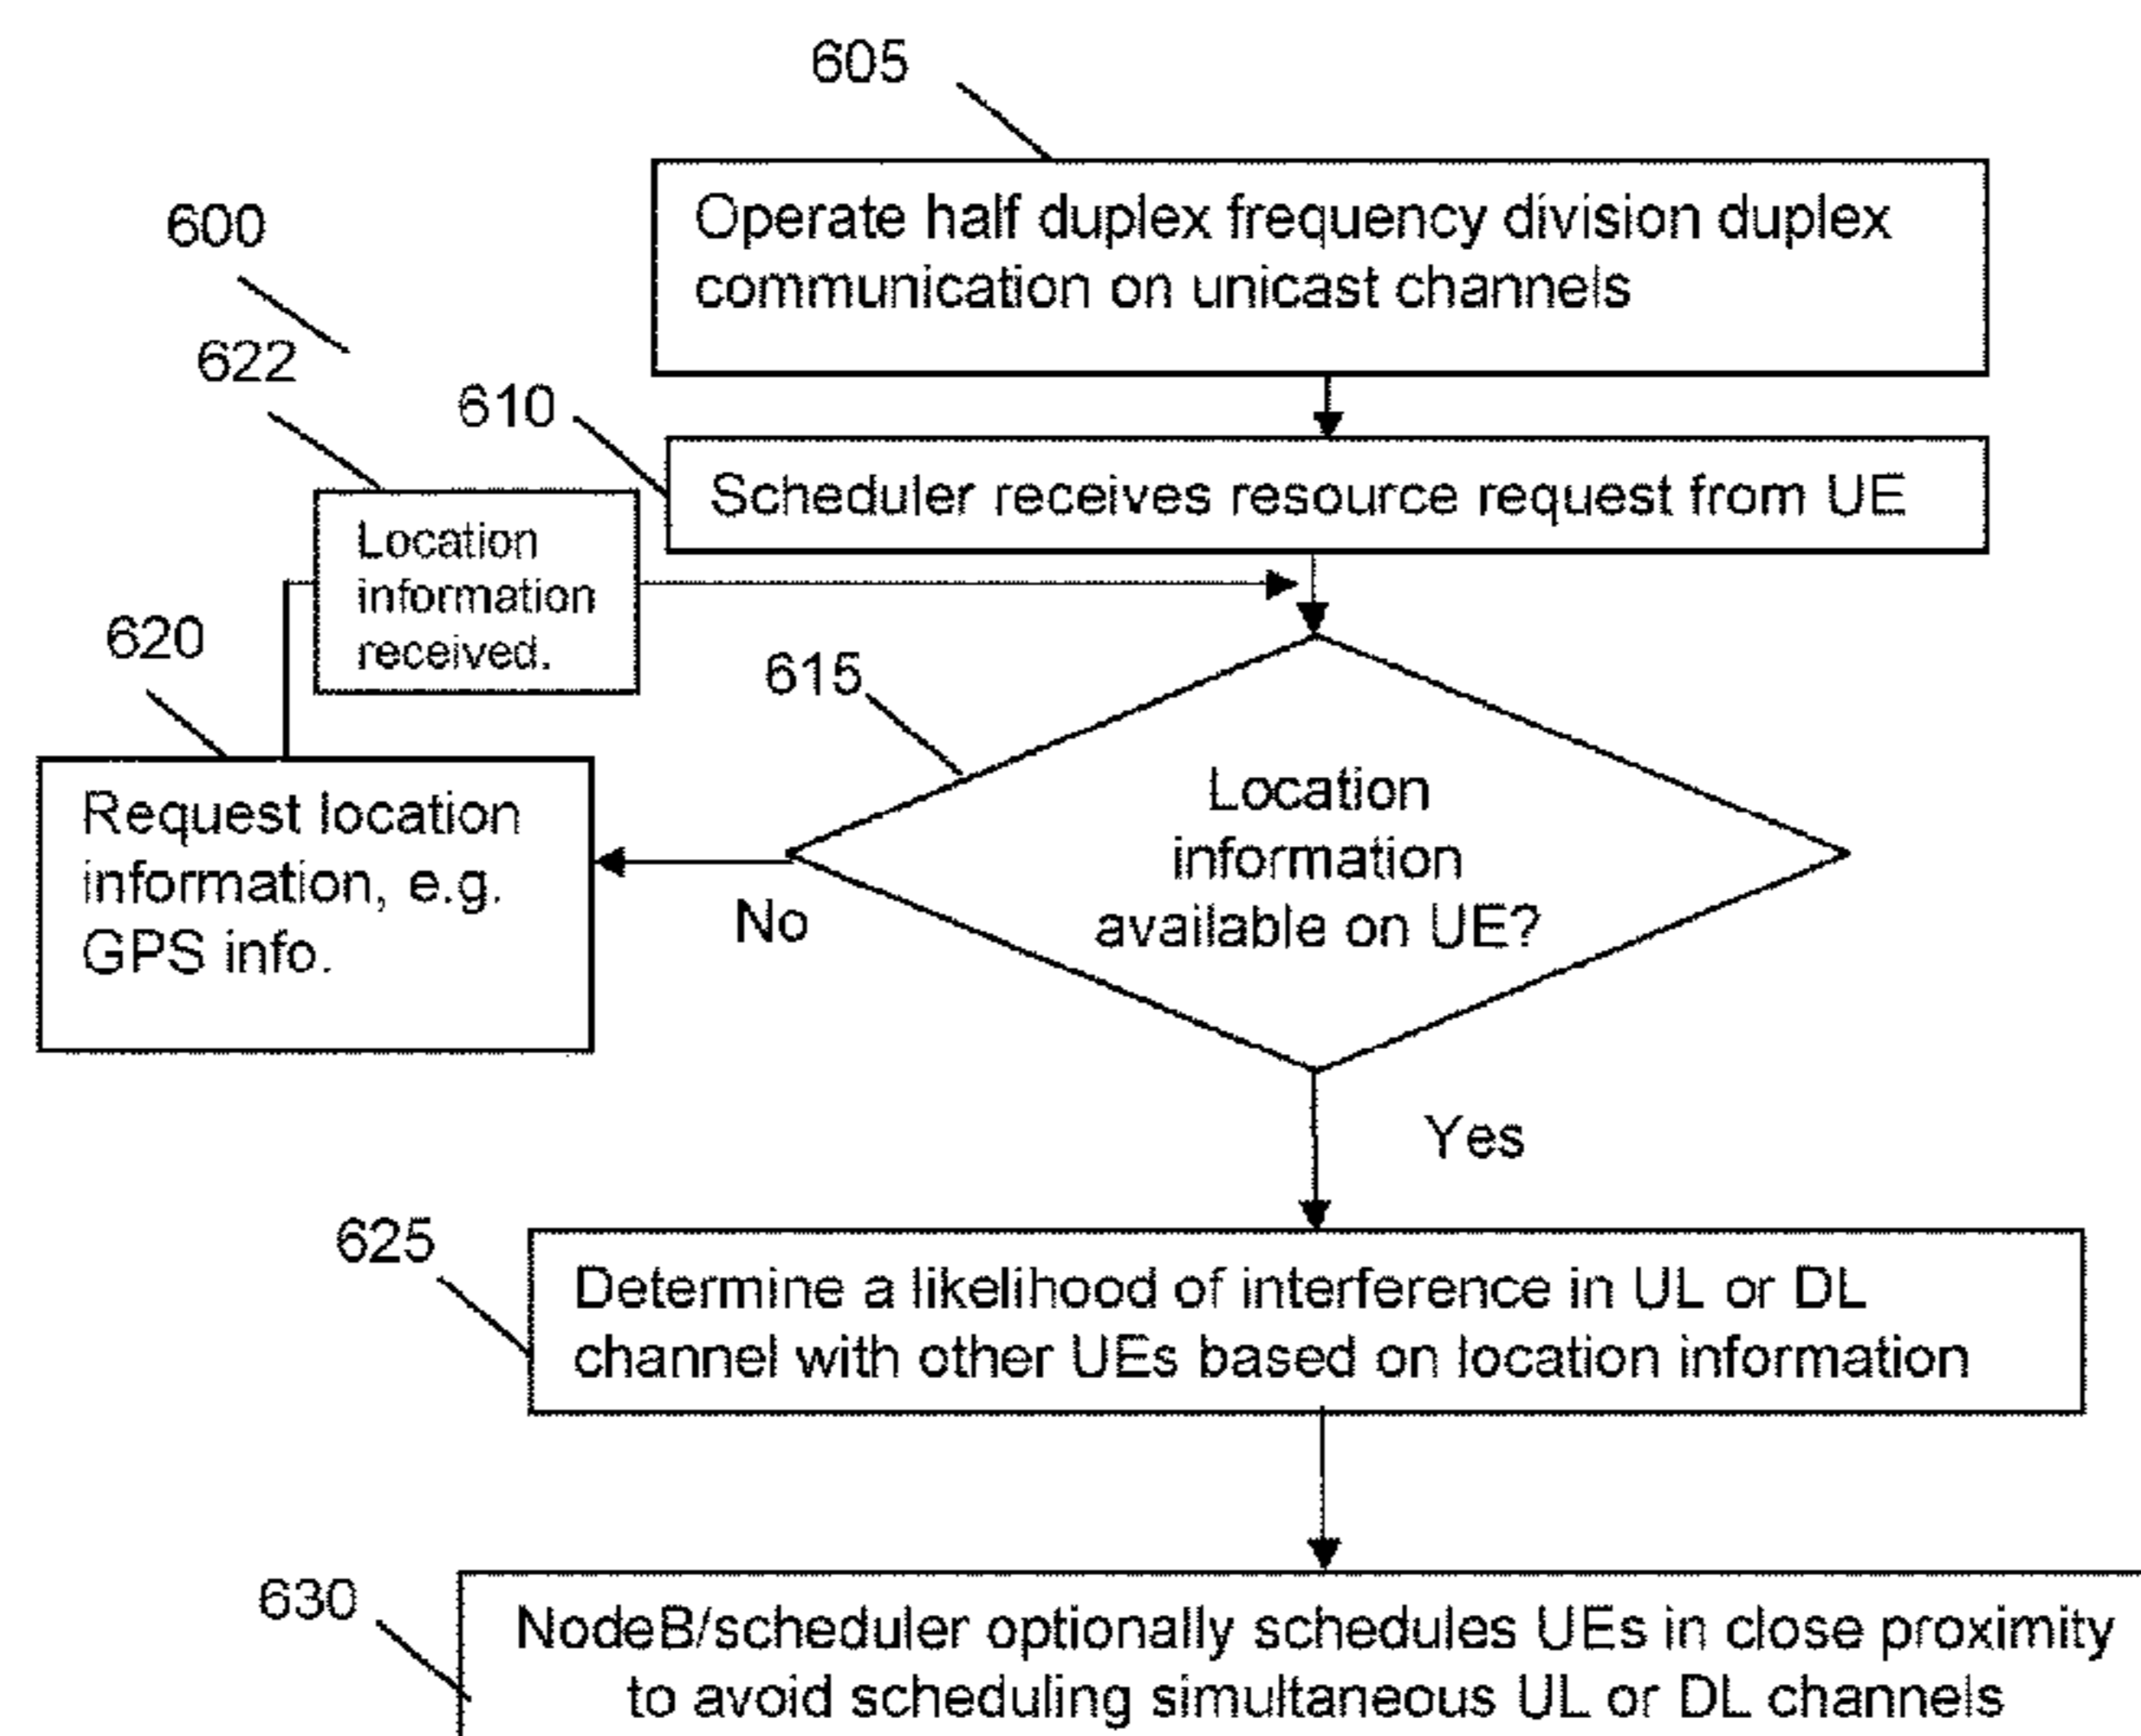 605
Operate half duplex frequency division duplex
communication on unicast channels
600
622
610
Scheduler receives resource request from UE
Location
information
received.
620
615
Location
information
available on UE?
Request location
information, e.g.
GPS info.
No
Yes
625
Determine a likelihood of interference in UL or DL
channel with other UEs based on location information
630
NodeB/scheduler optionally schedules UEs in close proximity
to avoid scheduling simultaneous UL or DL channels